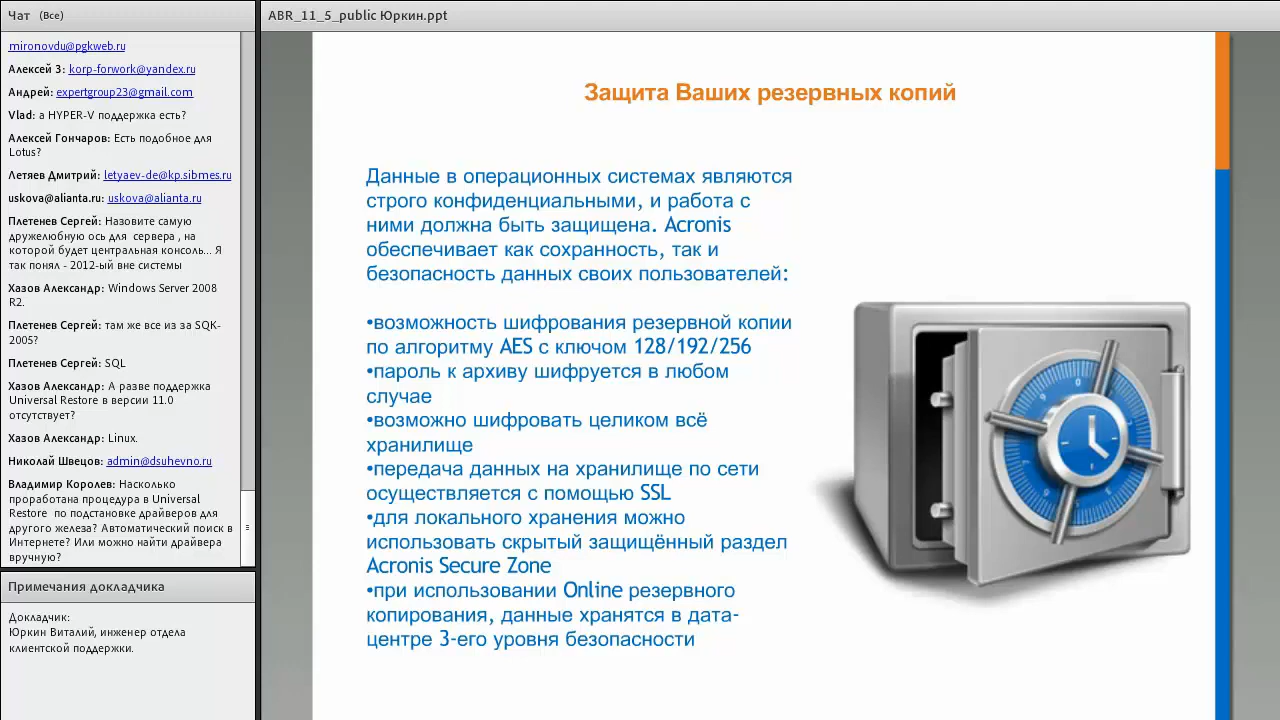 Чат (Все)
mironovdu@pgkweb.ru
Алексей 3: korp-forwork@yandex.ru
Андрей: expertgroup23@gmail.com
Vlad: а HYPER-V поддержка есть?
Алексей Гончаров: Есть подобное для
Lotus?
Летяев Дмитрий: letyaev-de@kp.sibmes.ru
uskova@alianta.ru: uskova@alianta.ru
Плетенев Сергей: Назовите самую
дружелюбную ось для сервера , на
которой будет центральная консоль... Я
так понял - 2012-ый вне системы
Хазов Александр: Windows Server 2008
R2.
Плетенев Сергей: там же все из за SQK-
2005?
Плетенев Сергей: SQL
Хазов Александр: А разве поддержка
Universal Restore в версии 11.0
отсутствует?
Хазов Александр: Linux.
Николай Швецов: admin@dsuhevno.ru
Владимир Королев: Насколько
проработана процедура в Universal
Restore по подстановке драйверов для
другого железа? Автоматический поиск в
Интернете? Или можно найти драйвера
вручную?
Примечания докладчика
Докладчик:
Юркин Виталий, инженер отдела
клиентской поддержки.
ABR_11_5_public Юркин.ppt
Защита Ваших резервных копий
Данные в операционных системах являются
строго конфиденциальными, и работа с
ними должна быть защищена. Acronis
обеспечивает как сохранность, так и
безопасность данных своих пользователей:
•возможность шифрования резервной копии
по алгоритму AES с ключом 128/192/256
•пароль к архиву шифруется в любом
случае
•возможно шифровать целиком всё
хранилище
•передача данных на хранилище по сети
осуществляется с помощью SSL
•для локального хранения можно
использовать скрытый защищённый раздел
Acronis Secure Zone
•при использовании Online резервного
копирования, данные хранятся в дата-
центре 3-его уровня безопасности